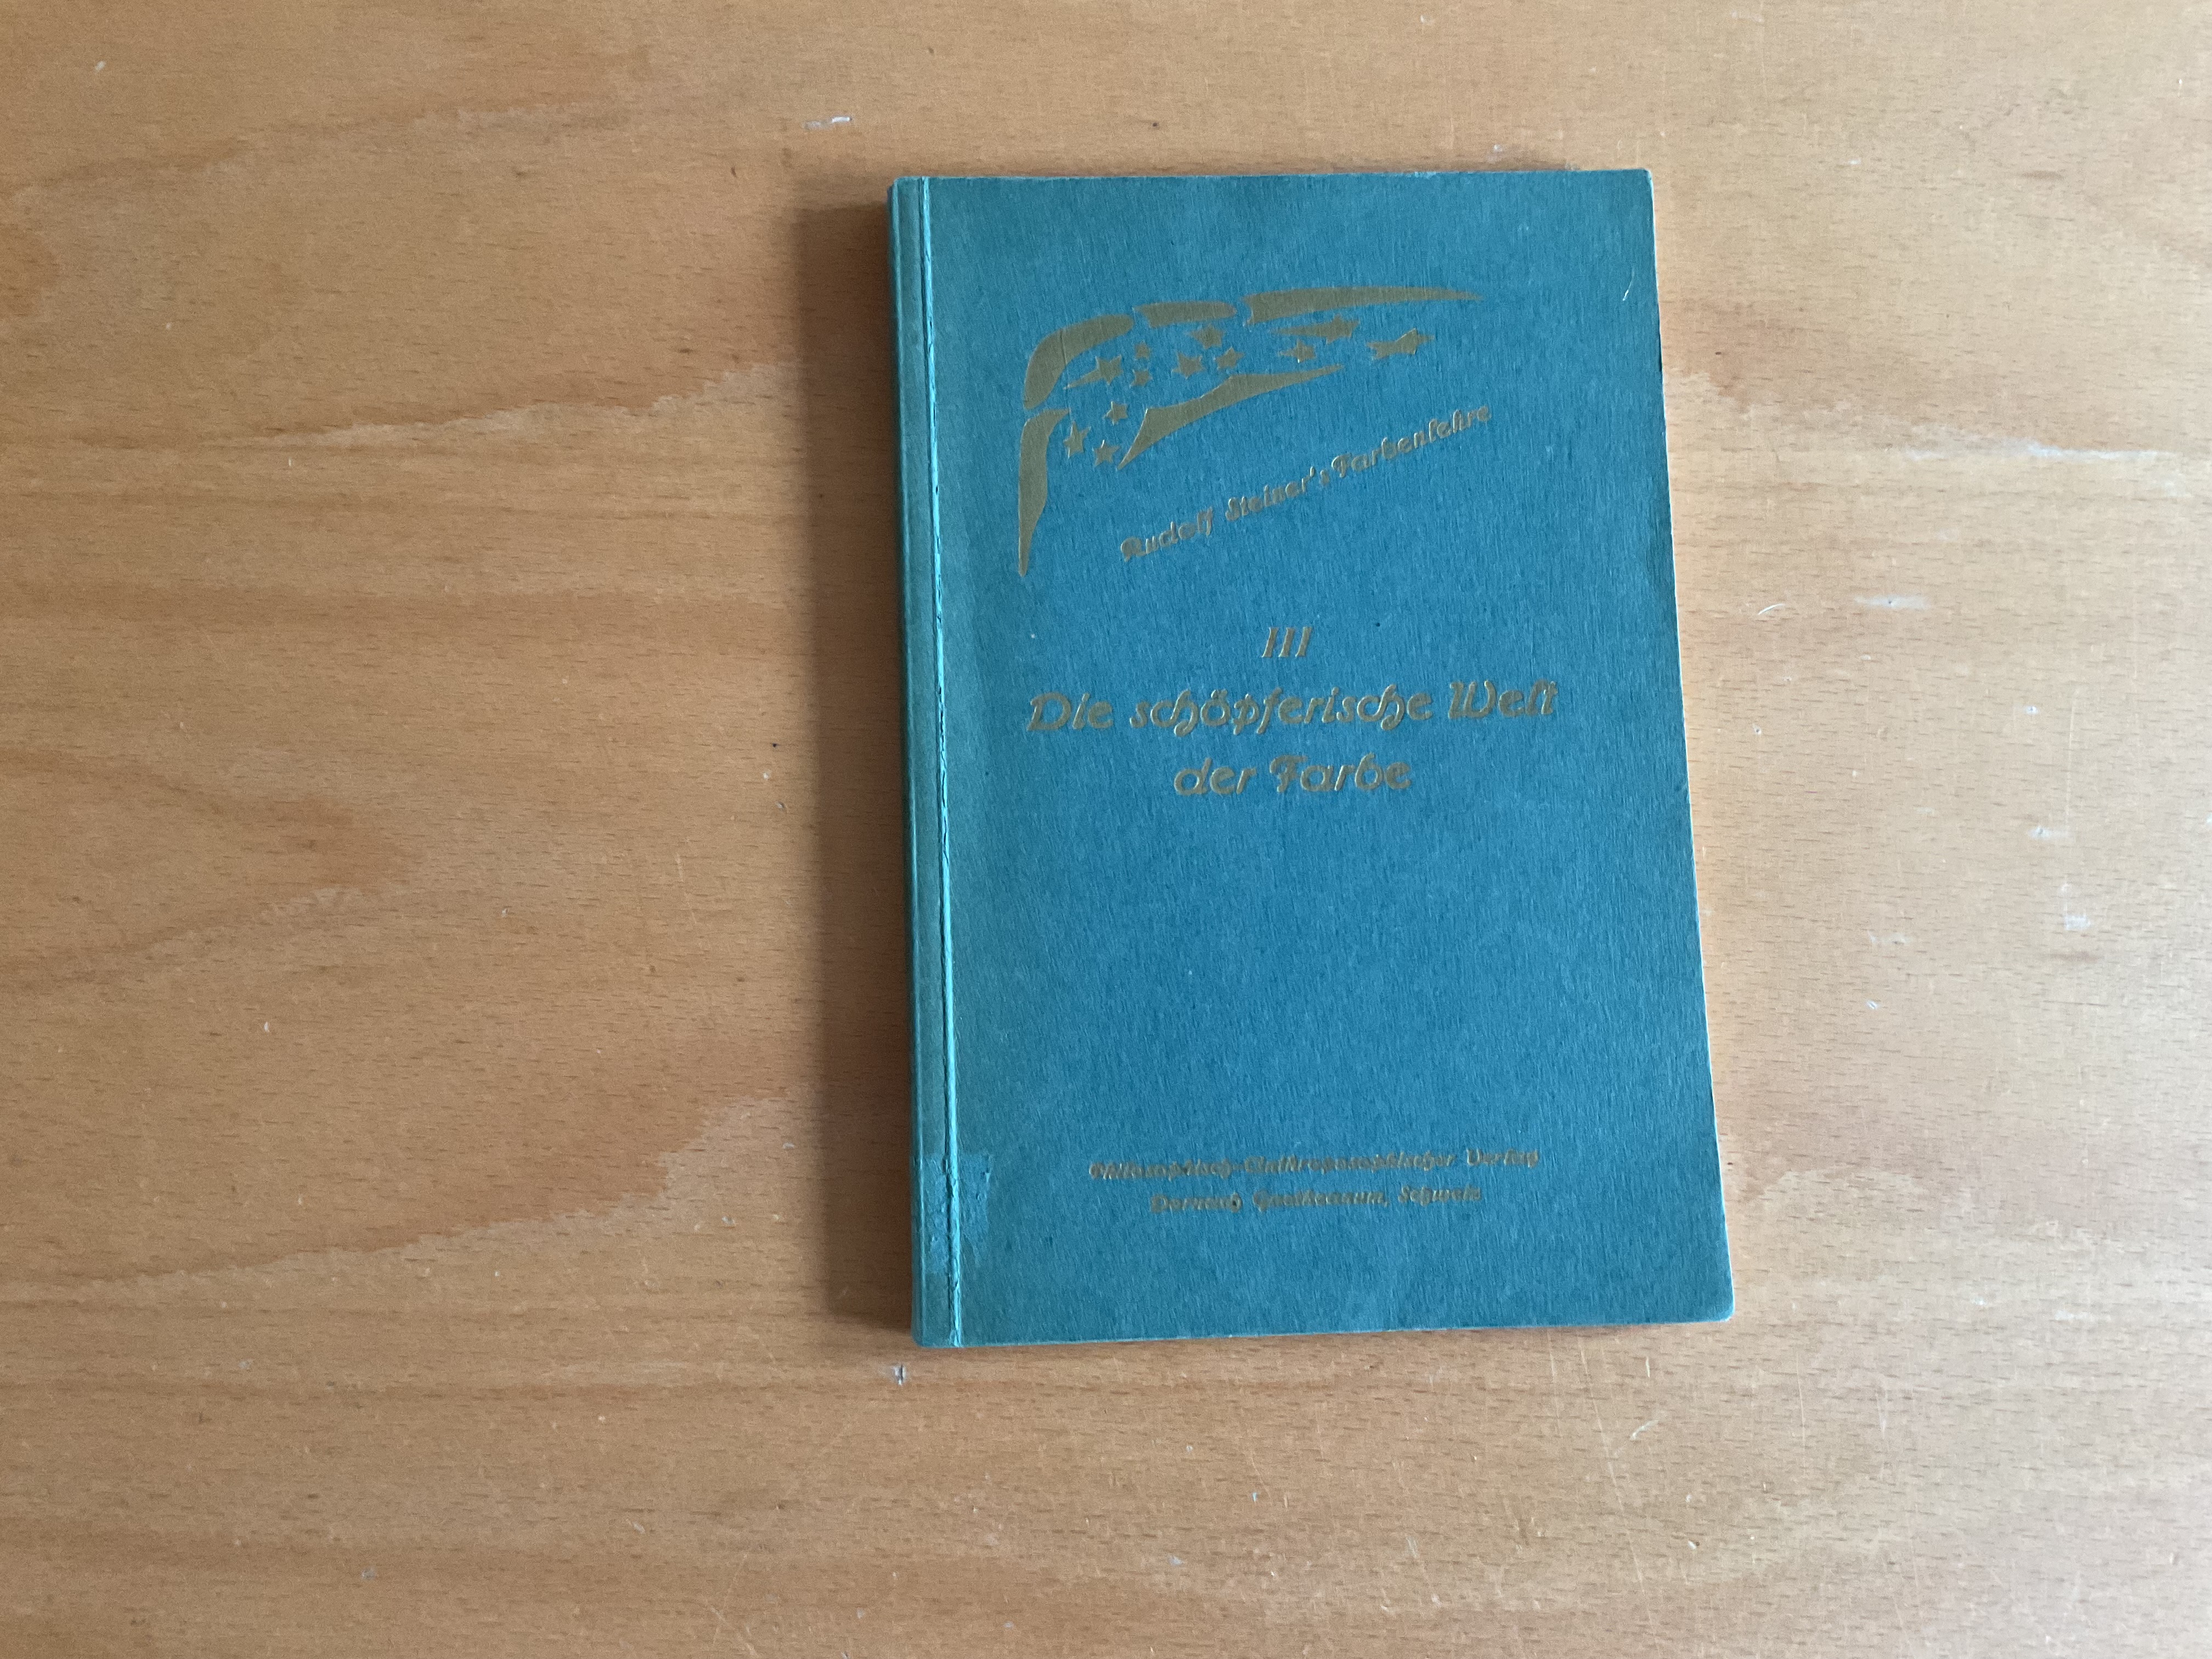 Rudolf Steiner's Farbenlehre
III
Die schöpferische Welt
der Farbe
Philosophisch-Anthroposophischer Verlag
Dornach Goetheanum, Schweiz